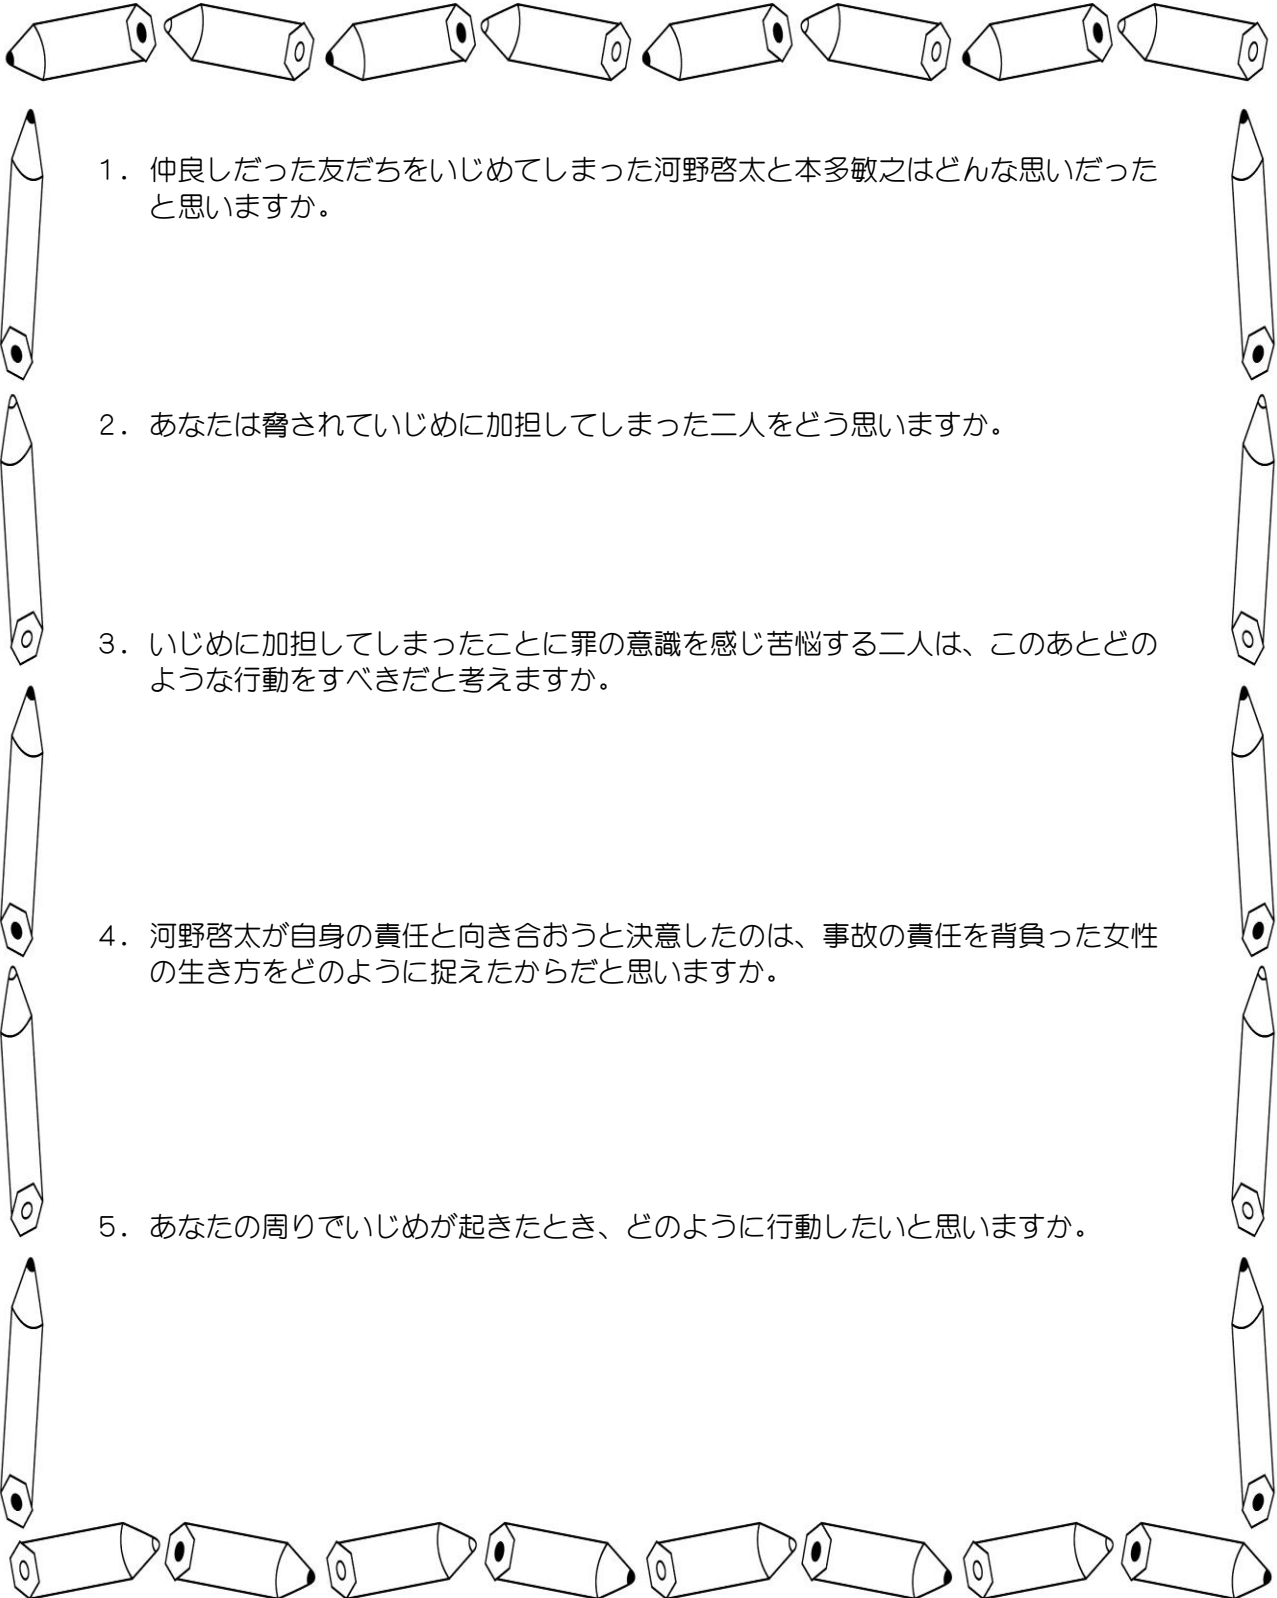 1．仲良しだった友だちをいじめてしまった河野啓太と本多敏之はどんな思いだった
と思いますか。
2．あなたは脅されていじめに加担してしまった二人をどう思いますか。
3．いじめに加担してしまったことに罪の意識を感じ苦悩する二人は、このあとどの
ような行動をすべきだと考えますか。
4．河野啓太が自身の責任と向き合おうと決意したのは、事故の責任を背負った女性
の生き方をどのように捉えたからだと思いますか。
5．あなたの周りでいじめが起きたとき、どのように行動したいと思いますか。